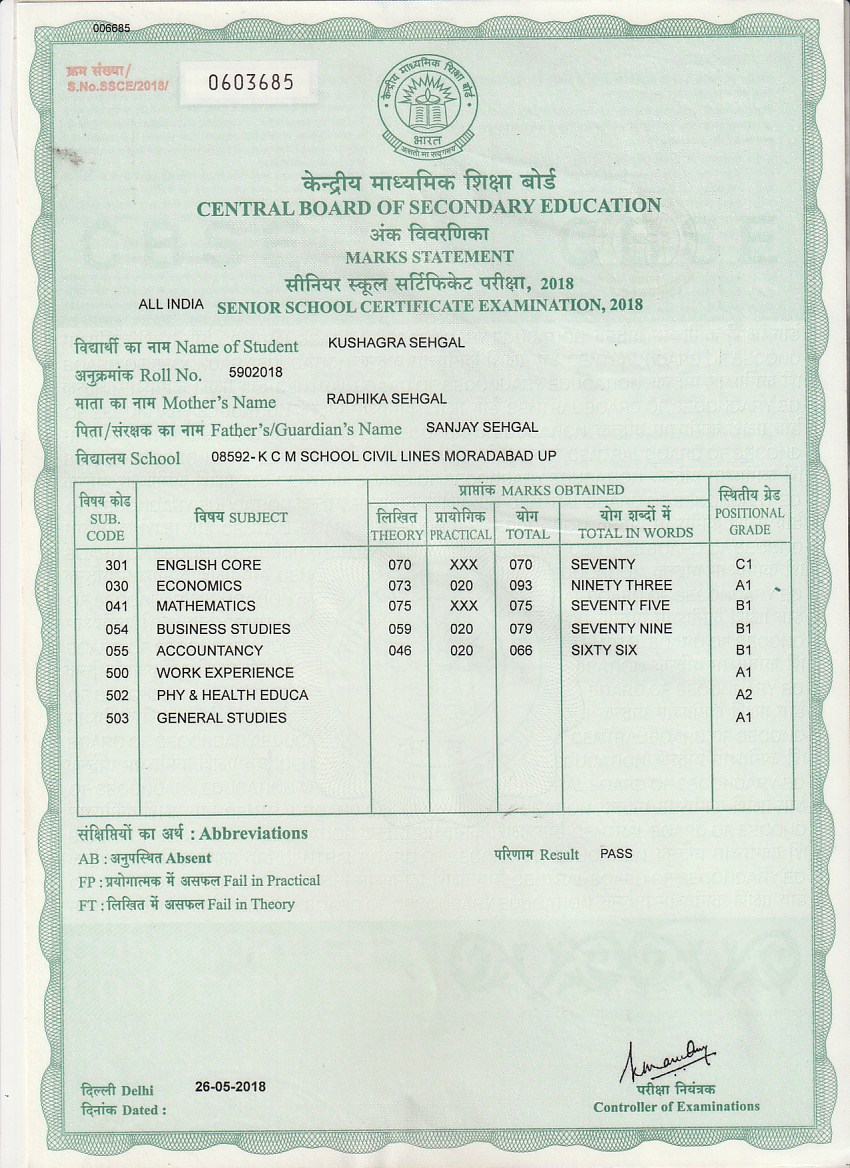 006685
क्रम संख्या/
S.No.SSCE/2018/ 0603685
केन्द्रीय माध्यमिक शिक्षा बोर्ड
भारत
असतो मा सद्गमय
केन्द्रीय माध्यमिक शिक्षा बोर्ड
CENTRAL BOARD OF SECONDARY EDUCATION
अंक विवरणिका
MARKS STATEMENT
सीनियर स्कूल सर्टिफिकेट परीक्षा, 2018
ALL INDIA SENIOR SCHOOL CERTIFICATE EXAMINATION, 2018
विद्यार्थी का नाम Name of Student KUSHAGRA SEHGAL
अनुक्रमांक Roll No. 5902018
माता का नाम Mother's Name RADHIKA SEHGAL
पिता/संरक्षक का नाम Father's/Guardian's Name SANJAY SEHGAL
विद्यालय School 08592- K C M SCHOOL CIVIL LINES MORADABAD UP
विषय कोड SUB. CODE विषय SUBJECT प्राप्तांक MARKS OBTAINED स्थितीय ग्रेड POSITIONAL GRADE
लिखित THEORY प्रायोगिक PRACTICAL योग TOTAL योग शब्दों में TOTAL IN WORDS
301 ENGLISH CORE 070 XXX 070 SEVENTY C1
030 ECONOMICS 073 020 093 NINETY THREE A1
041 MATHEMATICS 075 XXX 075 SEVENTY FIVE B1
054 BUSINESS STUDIES 059 020 079 SEVENTY NINE B1
055 ACCOUNTANCY 046 020 066 SIXTY SIX B1
500 WORK EXPERIENCE A1
502 PHY & HEALTH EDUCA A2
503 GENERAL STUDIES A1
संक्षिप्तियों का अर्थ : Abbreviations
AB : अनुपस्थित Absent परिणाम Result PASS
FP : प्रयोगात्मक में असफल Fail in Practical
FT : लिखित में असफल Fail in Theory
दिल्ली Delhi 26-05-2018
दिनांक Dated :
परीक्षा नियंत्रक
Controller of Examinations